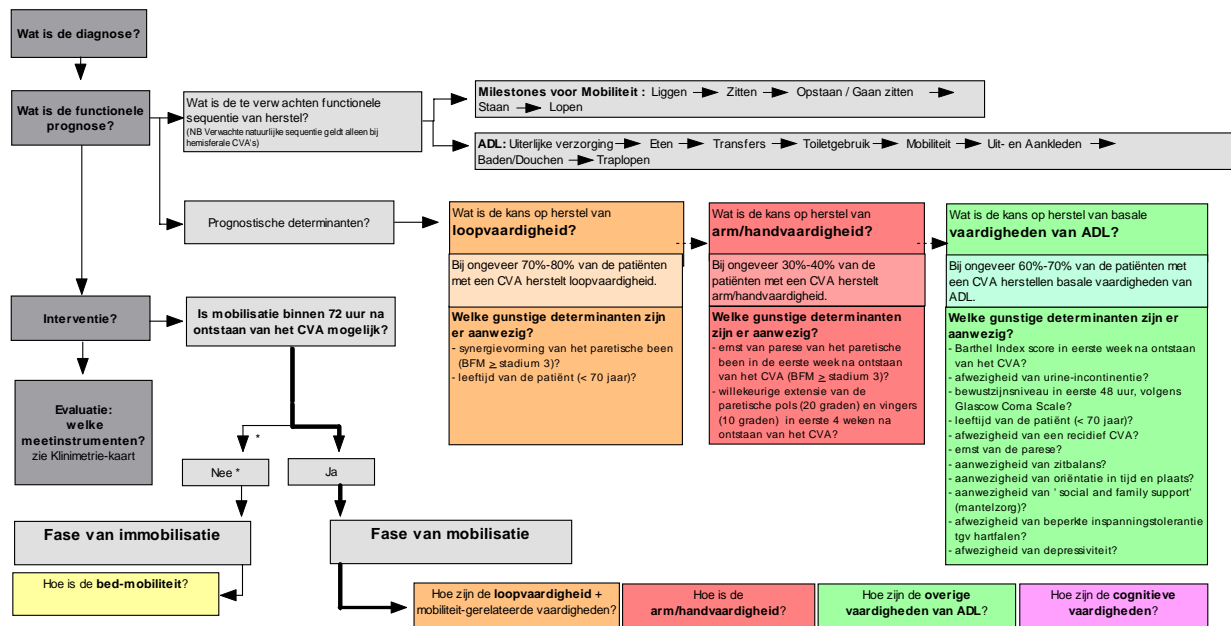 Wat is de diagnose?
Wat is de functionele
prognose?
Wat is de te verwachten functionele
sequentie van herstel?
(NB Verwachte natuurlijke sequentie geldt alleen bij
hemisferale CVA's)
Milestones voor Mobiliteit : Liggen Zitten Opstaan / Gaan zitten
Staan Lopen
ADL: Uiterlijke verzorging Eten Transfers Toiletgebruik Mobiliteit Uit- en Aankleden
Baden/Douchen Traplopen
Prognostische determinanten?
Wat is de kans op herstel van
loopvaardigheid?
Bij ongeveer 70%-80% van de patiënten
met een CVA herstelt loopvaardigheid.
Welke gunstige determinanten zijn
er aanwezig?
- synergievorming van het paretische been
(BFM ≥ stadium 3)?
- leeftijd van de patiënt (< 70 jaar)?
Wat is de kans op herstel van
arm/handvaardigheid?
Bij ongeveer 30%-40% van de
patiënten met een CVA herstelt
arm/handvaardigheid.
Welke gunstige determinanten
zijn er aanwezig?
- ernst van parese van het paretische
been in de eerste week na ontstaan
van het CVA (BFM ≥ stadium 3)?
- willekeurige extensie van de
paretische pols (20 graden) en vingers
(10 graden) in eerste 4 weken na
ontstaan van het CVA?
Wat is de kans op herstel van basale
vaardigheden van ADL?
Bij ongeveer 60%-70% van de patiënten met
een CVA herstellen basale vaardigheden van
ADL.
Welke gunstige determinanten zijn
er aanwezig?
- Barthel Index score in eerste week na ontstaan
van het CVA?
- afwezigheid van urine-incontinentie?
- bewustzijnsniveau in eerste 48 uur, volgens
Glascow Coma Scale?
- leeftijd van de patiënt (< 70 jaar)?
- afwezigheid van een recidief CVA?
- ernst van de parese?
- aanwezigheid van zitbalans?
- aanwezigheid van oriëntatie in tijd en plaats?
- aanwezigheid van ' social and family support'
(mantelzorg)?
- afwezigheid van beperkte inspanningstolerantie
tgv hartfalen?
- afwezigheid van depressiviteit?
Interventie?
Is mobilisatie binnen 72 uur na
ontstaan van het CVA mogelijk?
Evaluatie:
welke
meetinstrumenten?
zie Klinimetrie-kaart
*
Nee *
Ja
Fase van immobilisatie
Fase van mobilisatie
Hoe is de bed-mobiliteit?
Hoe zijn de loopvaardigheid +
mobiliteit-gerelateerde vaardigheden?
Hoe is de
arm/handvaardigheid?
Hoe zijn de overige
vaardigheden van ADL?
Hoe zijn de cognitieve
vaardigheden?